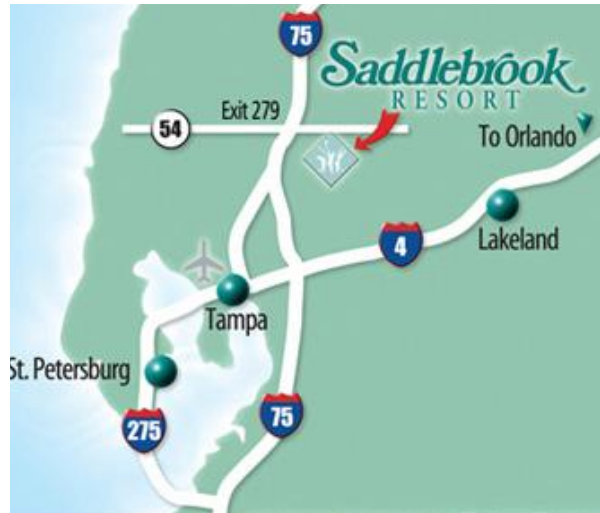 75
Saddlebrook
RESORT
Exit 279
54
To Orlando
4
Lakeland
Tampa
St. Petersburg
275
75